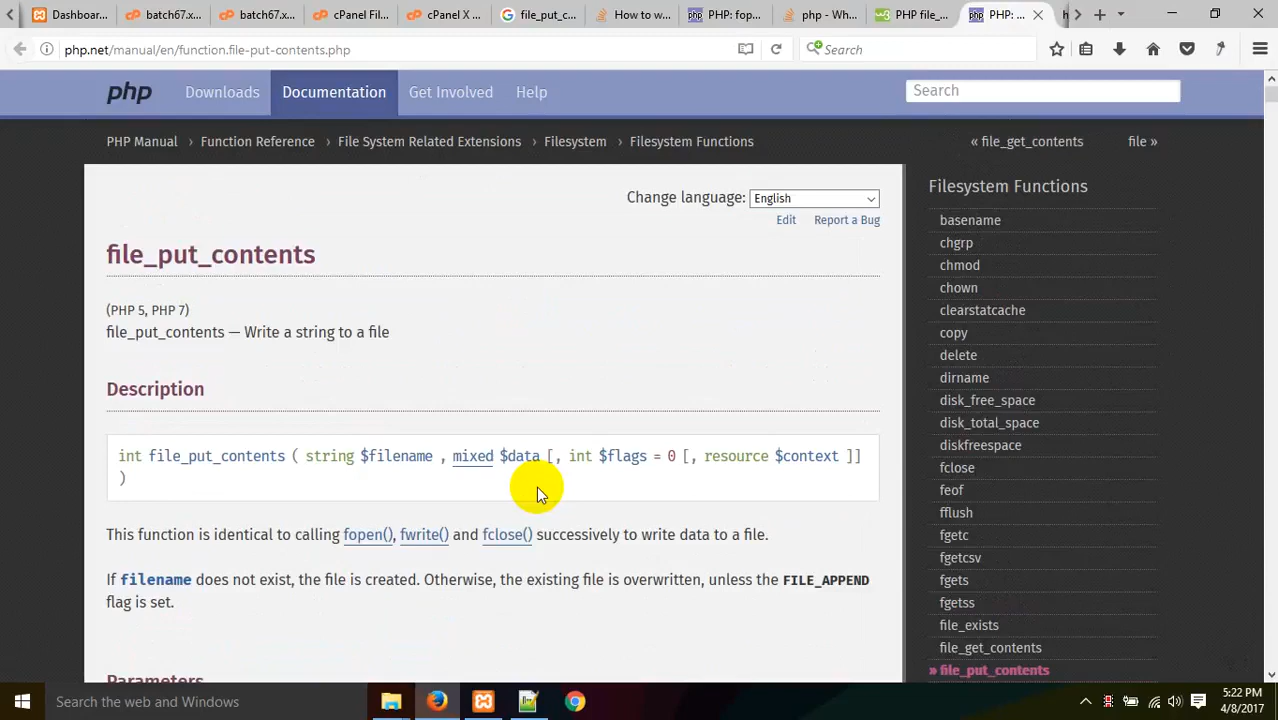 Dashboar...
batch67.x...
batch67.x...
cPanel Fil...
cPanel X ...
file_put_c...
How to w...
PHP: fop...
php - Wh...
PHP file_...
PHP: ...
php.net/manual/en/function.file-put-contents.php
Search
php
Downloads
Documentation
Get Involved
Help
Search
PHP Manual › Function Reference › File System Related Extensions › Filesystem › Filesystem Functions
« file_get_contents
file »
Change language: English
Edit
Report a Bug
file_put_contents
(PHP 5, PHP 7)
file_put_contents — Write a string to a file
Description
int file_put_contents ( string $filename , mixed $data [, int $flags = 0 [, resource $context ]]
)
This function is identical to calling fopen(), fwrite() and fclose() successively to write data to a file.
If filename does not exist, the file is created. Otherwise, the existing file is overwritten, unless the FILE_APPEND
flag is set.
Parameters
Filesystem Functions
basename
chgrp
chmod
chown
clearstatcache
copy
delete
dirname
disk_free_space
disk_total_space
diskfreespace
fclose
feof
fflush
fgetc
fgetcsv
fgets
fgetss
file_exists
file_get_contents
» file_put_contents
Search the web and Windows
5:22 PM
4/8/2017